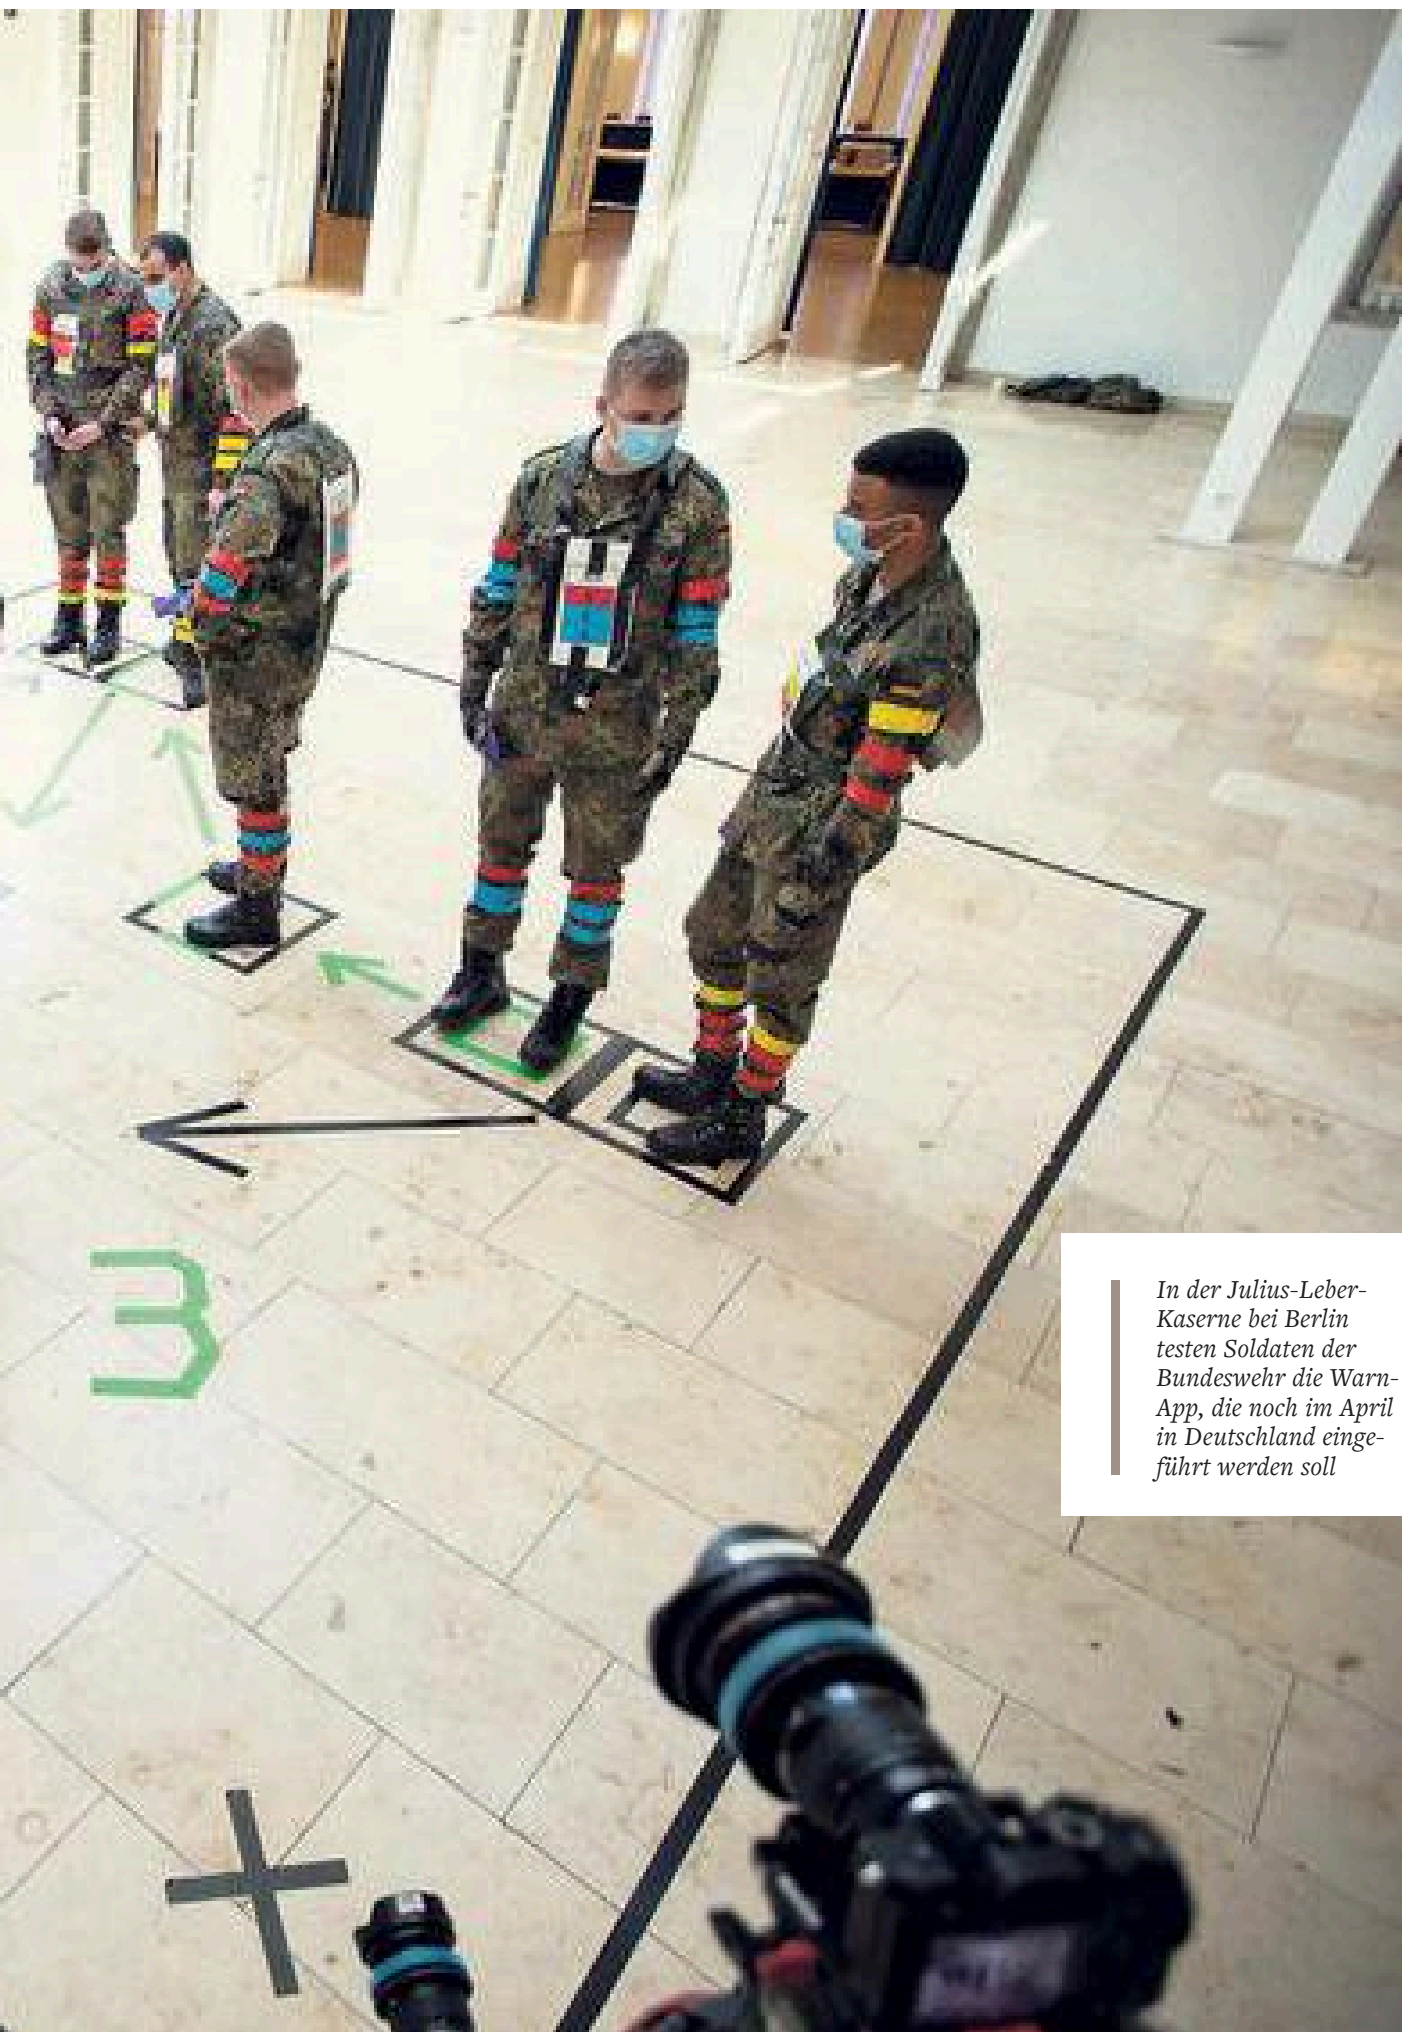 3
In der Julius-Leber-
Kaserne bei Berlin
testen Soldaten der
Bundeswehr die Warn-
App, die noch im April
in Deutschland einge-
führt werden soll